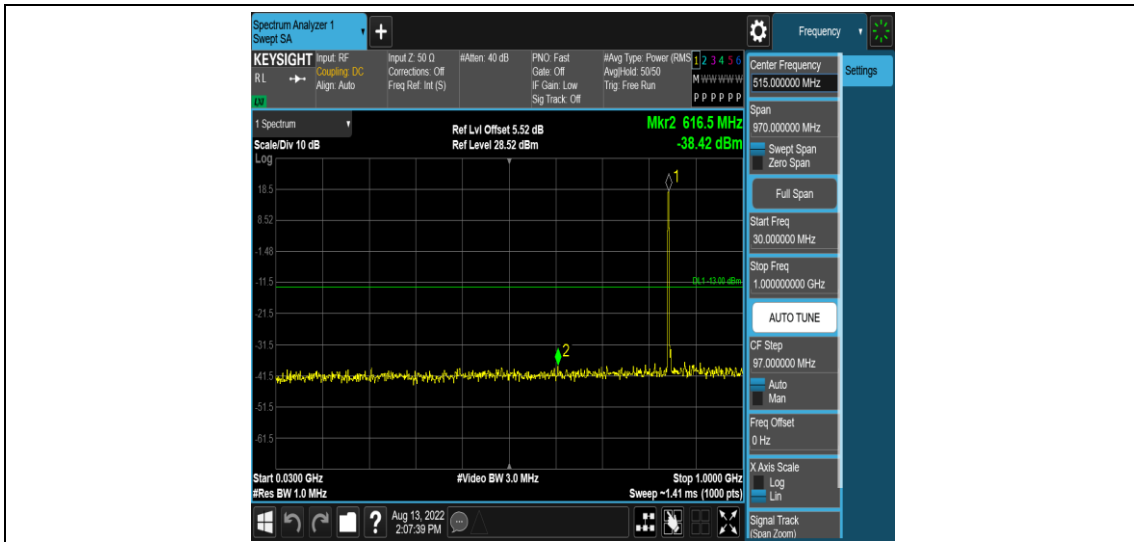 Spectrum Analyzer 1
Swept SA
+
Frequency
KEYSIGHT
RL
LM
Input: RF
Coupling: DC
Align: Auto
Input Z: 50 Ω
Corrections: Off
Freq Ref: Int (S)
#Atten: 40 dB
PNO: Fast
Gate: Off
IF Gain: Low
Sig Track: Off
#Avg Type: Power (RMS
Avg|Hold: 50/50
Trig: Free Run
1 2 3 4 5 6
M W W W W W
P P P P P P
1 Spectrum
Scale/Div 10 dB
Ref Lvl Offset 5.52 dB
Ref Level 28.52 dBm
Mkr2 616.5 MHz
-38.42 dBm
Log
18.5
8.52
-1.48
-11.5
-21.5
-31.5
-41.5
-51.5
-61.5
1
DL1 -13.00 dBm
2
Start 0.0300 GHz
#Res BW 1.0 MHz
#Video BW 3.0 MHz
Stop 1.0000 GHz
Sweep ~1.41 ms (1000 pts)
Center Frequency
515.000000 MHz
Settings
Span
970.000000 MHz
Swept Span
Zero Span
Full Span
Start Freq
30.000000 MHz
Stop Freq
1.000000000 GHz
AUTO TUNE
CF Step
97.000000 MHz
Auto
Man
Freq Offset
0 Hz
X Axis Scale
Log
Lin
Signal Track
(Span Zoom)
?
Aug 13, 2022
2:07:39 PM